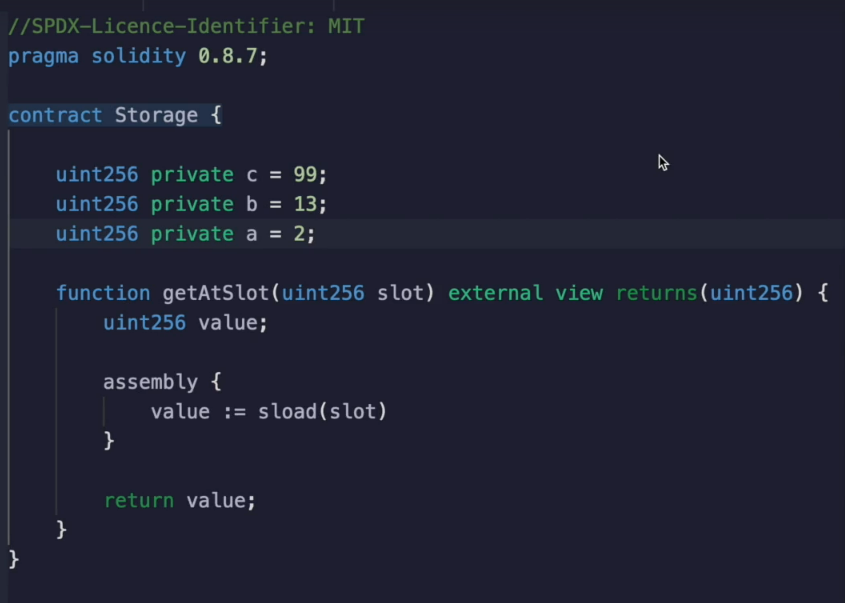 //SPDX-Licence-Identifier: MIT
pragma solidity 0.8.7;
contract Storage {
uint256 private c = 99;
uint256 private b = 13;
uint256 private a = 2;
function getAtSlot(uint256 slot) external view returns(uint256) {
uint256 value;
assembly {
value := sload(slot)
}
return value;
}
}